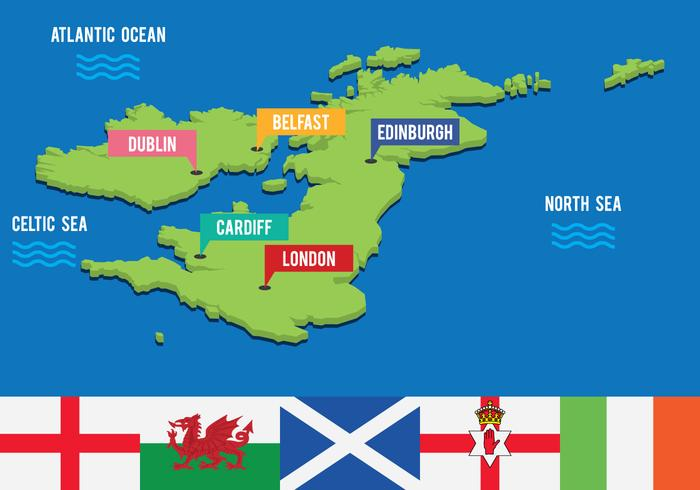 ATLANTIC OCEAN
BELFAST
EDINBURGH
DUBLIN
NORTH SEA
CELTIC SEA
CARDIFF
LONDON